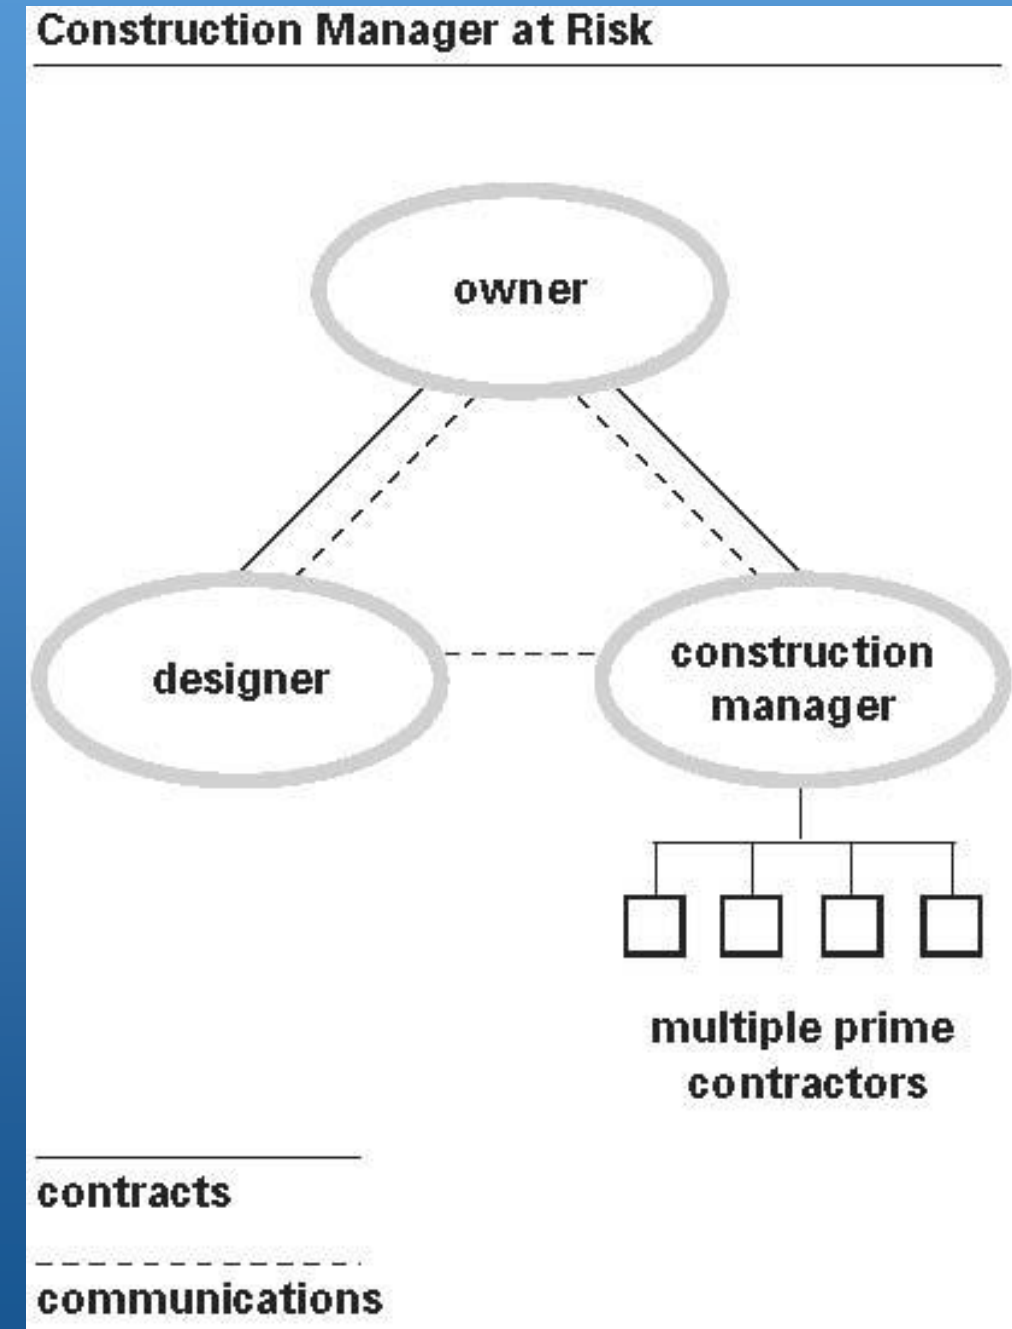 Construction Manager at Risk
owner
designer
construction
manager
multiple prime
contractors
contracts
communications